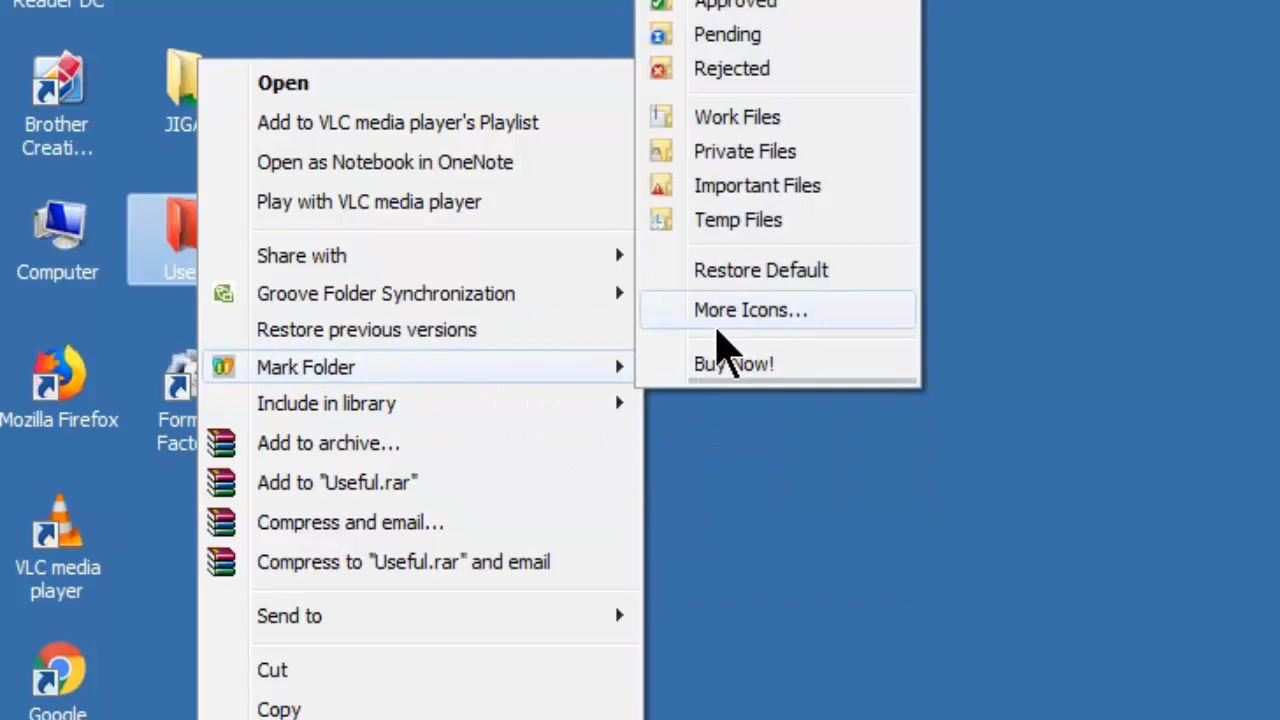 Reader DC
Brother
Creati...
Computer
Mozilla Firefox
VLC media
player
Google
JIGA
Use
Form
Fact
Open
Add to VLC media player's Playlist
Open as Notebook in OneNote
Play with VLC media player
Share with
Groove Folder Synchronization
Restore previous versions
Mark Folder
Include in library
Add to archive...
Add to "Useful.rar"
Compress and email...
Compress to "Useful.rar" and email
Send to
Cut
Copy
Approved
Pending
Rejected
Work Files
Private Files
Important Files
Temp Files
Restore Default
More Icons...
Buy Now!